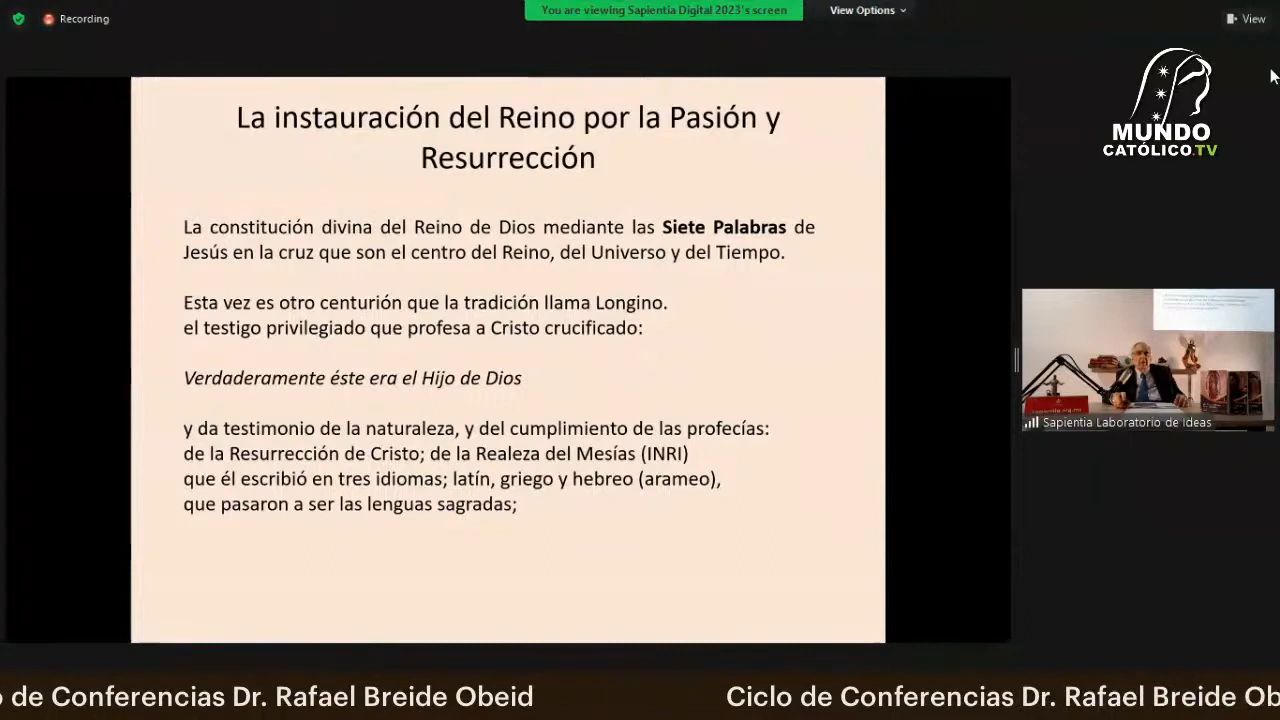 You are viewing Sapientia Digital 2023's screen
View Options
Recording
View
MUNDO
CATÓLICO.TV
La instauración del Reino por la Pasión y
Resurrección
La constitución divina del Reino de Dios mediante las Siete Palabras de
Jesús en la cruz que son el centro del Reino, del Universo y del Tiempo.
Esta vez es otro centurión que la tradición llama Longino.
el testigo privilegiado que profesa a Cristo crucificado:
Verdaderamente éste era el Hijo de Dios
y da testimonio de la naturaleza, y del cumplimiento de las profecías:
de la Resurrección de Cristo; de la Realeza del Mesías (INRI)
que él escribió en tres idiomas; latín, griego y hebreo (arameo),
que pasaron a ser las lenguas sagradas;
Sapientia Laboratorio de Ideas
o de Conferencias Dr. Rafael Breide Obeid
Ciclo de Conferencias Dr. Rafael Breide Ob